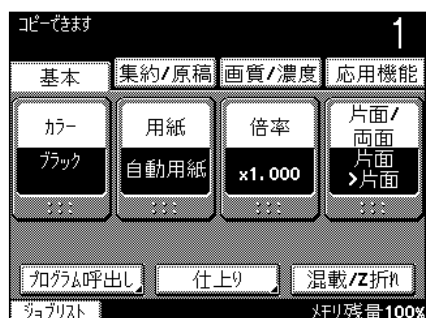 コピーできます
1
基本 集約/原稿 画質/濃度 応用機能
カラー 用紙 倍率 片面/
両面
ブラック 自動用紙 x1.000 片面
>片面
プログラム呼出し 仕上り 混載/Z折れ
ジョブリスト メモリ残量100%